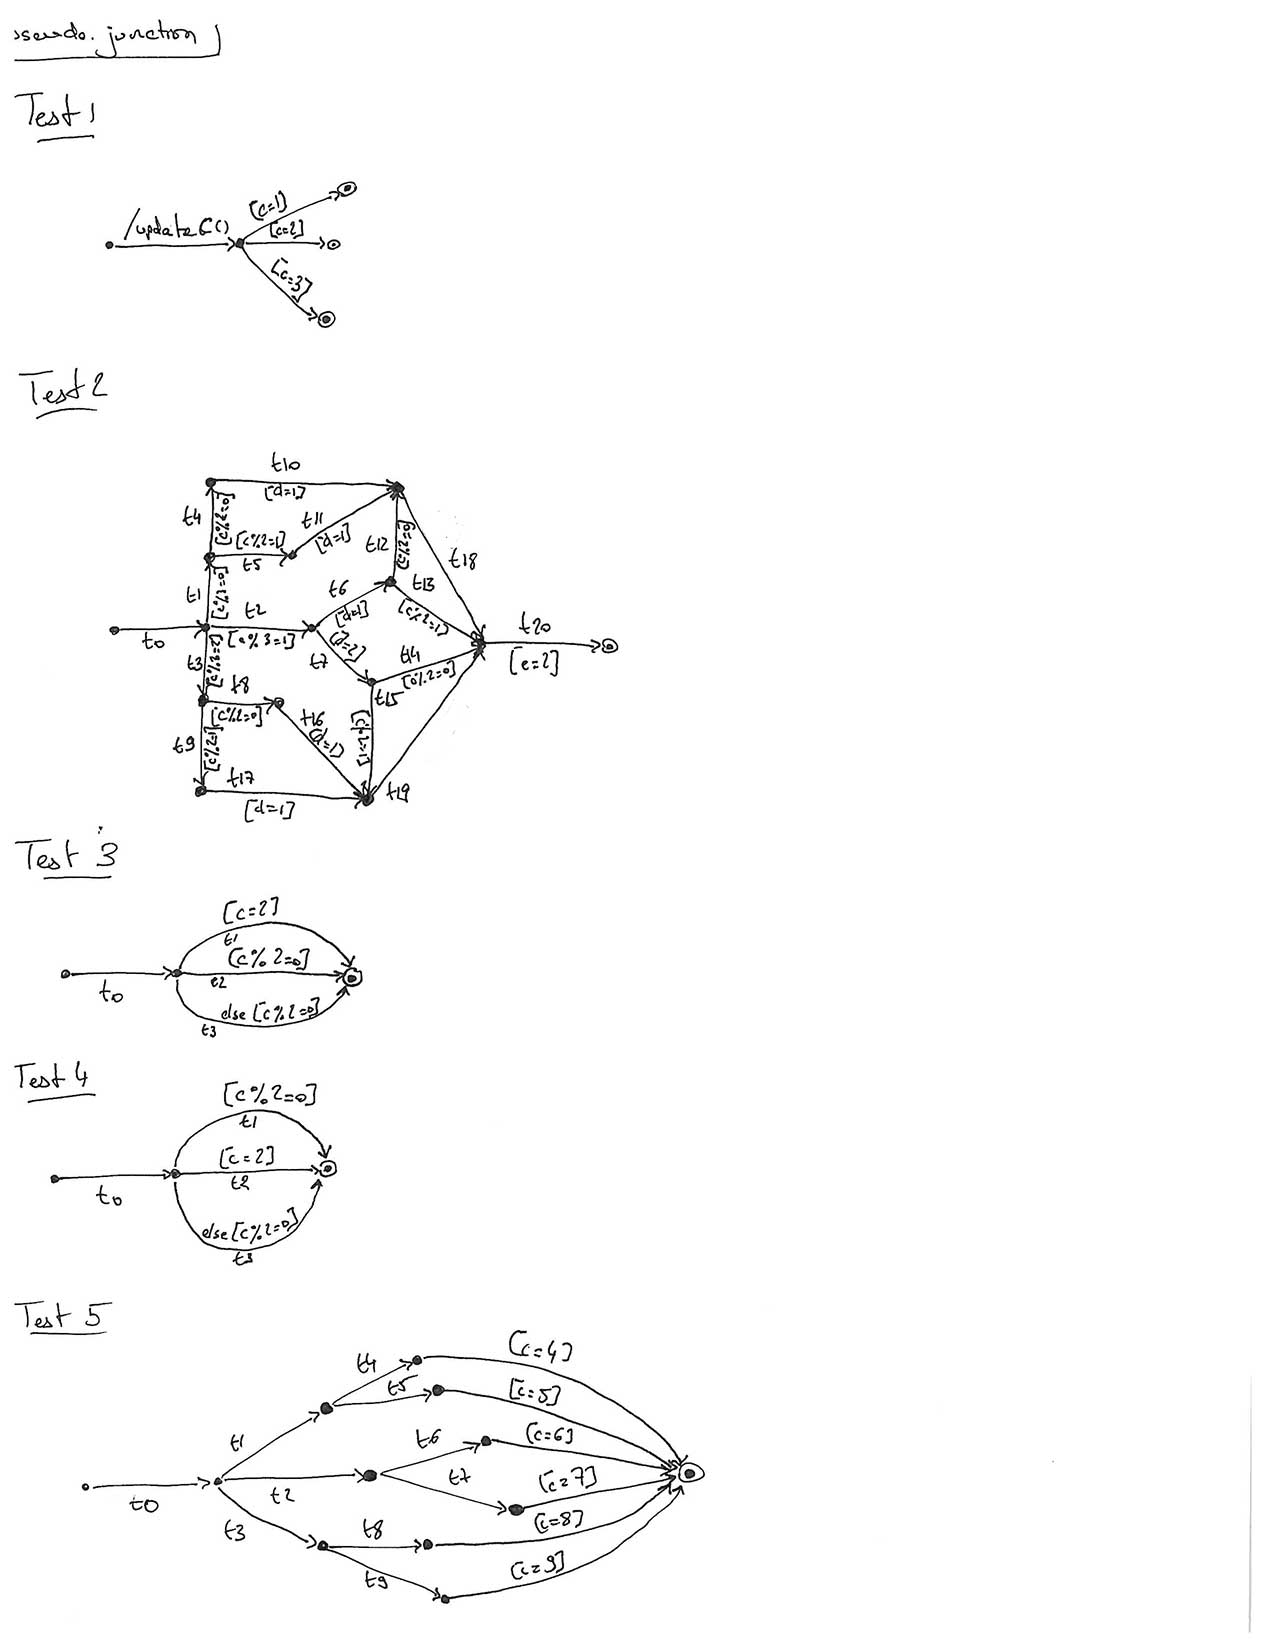 pseudo. junction
Test 1
/updateC()
[c=1]
[c=2]
[c=3]
Test 2
t10
[d=1]
t4
[c%2=0]
t11
[d=1]
[c%2=1]
t5
t12
[c%2=0]
t18
t1
[c%3=0]
t2
[c%3=1]
t6
[d=1]
t13
[c%2=1]
t0
t20
[e=2]
t3
[c%3=2]
t7
[d=2]
t14
[c%2=0]
t8
[c%2=0]
t15
[c%2=1]
t16
[d=1]
t9
[c%2=1]
t17
[d=1]
t19
Test 3
[c=2]
t1
[c%2=0]
t2
t0
else [c%2=0]
t3
Test 4
[c%2=0]
t1
[c=2]
t2
t0
else [c%2=0]
t3
Test 5
[c=4]
t4
t5
[c=5]
t1
t6
[c=6]
t7
[c=7]
t0
t2
[c=8]
t3
t8
[c=9]
t9